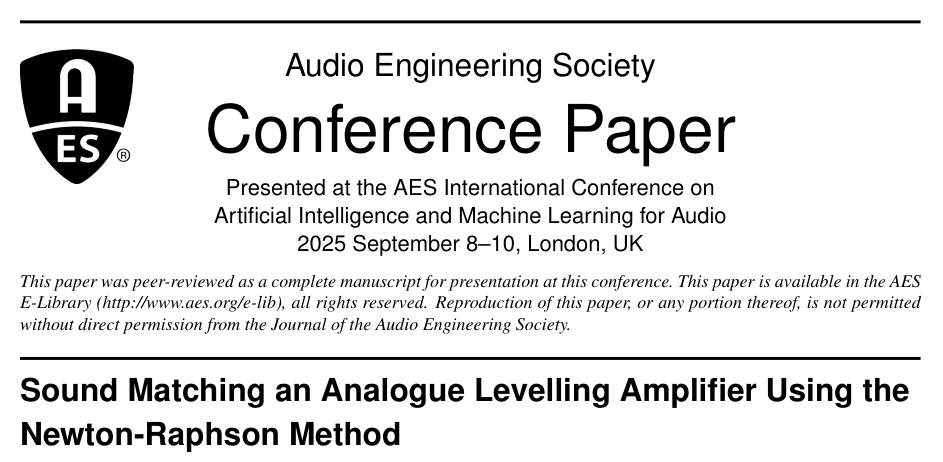 Audio Engineering Society
A
ES ®
Conference Paper
Presented at the AES International Conference on
Artificial Intelligence and Machine Learning for Audio
2025 September 8–10, London, UK
This paper was peer-reviewed as a complete manuscript for presentation at this conference. This paper is available in the AES
E-Library (http://www.aes.org/e-lib), all rights reserved. Reproduction of this paper, or any portion thereof, is not permitted
without direct permission from the Journal of the Audio Engineering Society.
Sound Matching an Analogue Levelling Amplifier Using the
Newton-Raphson Method